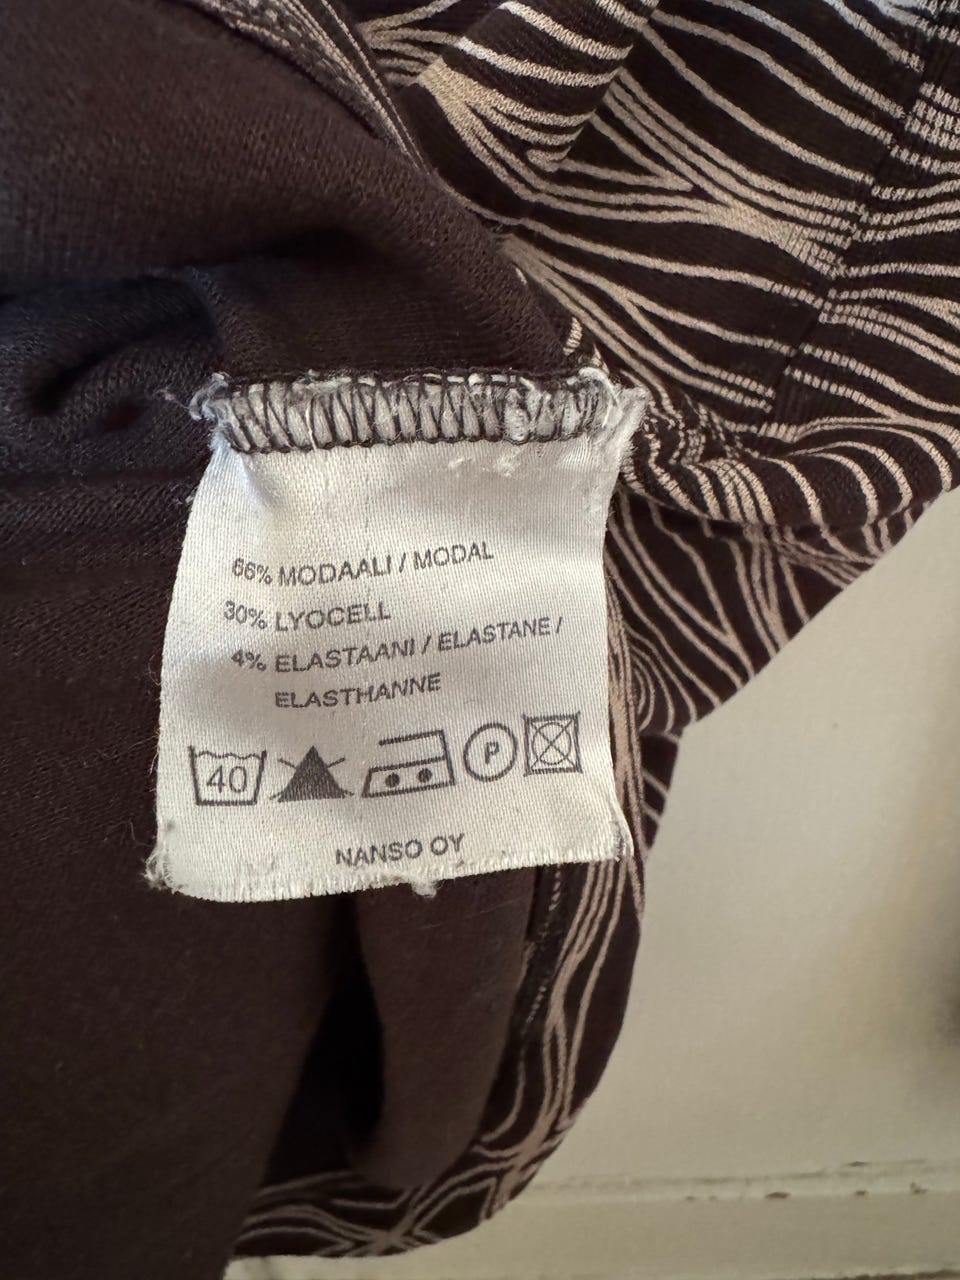 66% MODAALI / MODAL
30% LYOCELL
4% ELASTAANI / ELASTANE /
ELASTHANNE
40 P
NANSO OY